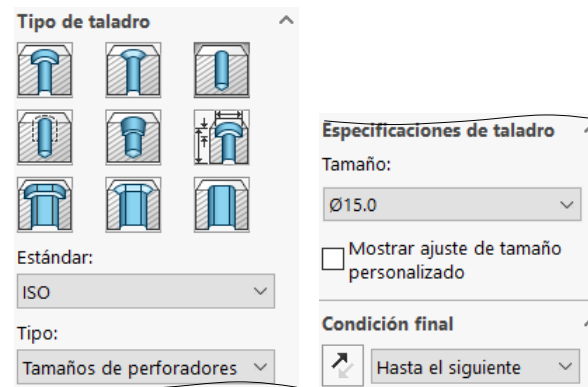 Tipo de taladro
Estándar:
ISO
Tipo:
Tamaños de perforadores
Especificaciones de taladro
Tamaño:
Ø15.0
Mostrar ajuste de tamaño
personalizado
Condición final
Hasta el siguiente